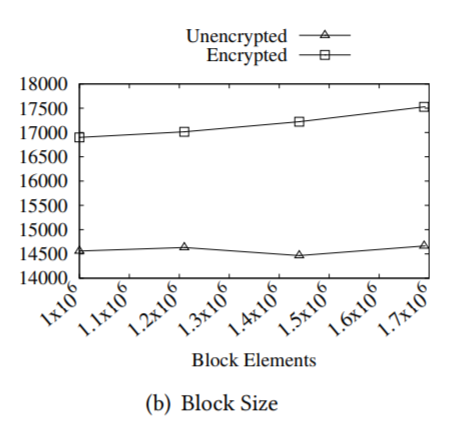 Unencrypted
Encrypted
18000
17500
17000
16500
16000
15500
15000
14500
14000
1x10^6
1.1x10^6
1.2x10^6
1.3x10^6
1.4x10^6
1.5x10^6
1.6x10^6
1.7x10^6
Block Elements
(b) Block Size